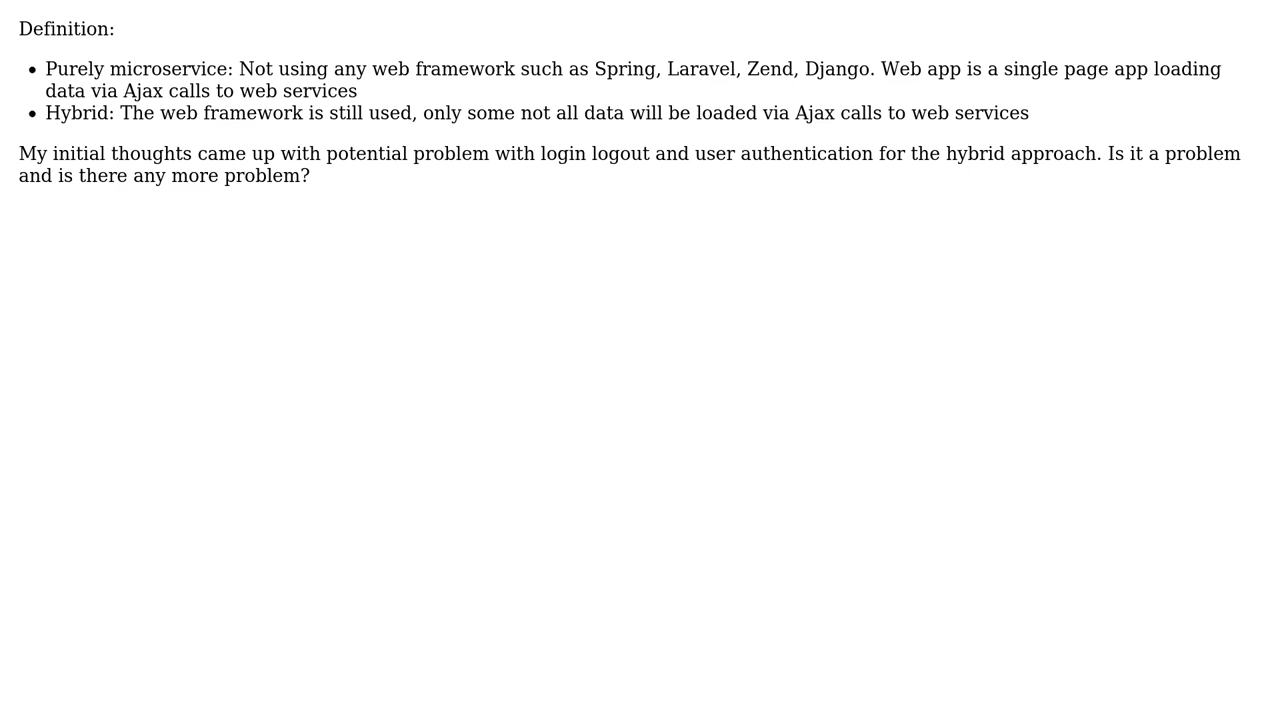 Definition:
• Purely microservice: Not using any web framework such as Spring, Laravel, Zend, Django. Web app is a single page app loading
data via Ajax calls to web services
• Hybrid: The web framework is still used, only some not all data will be loaded via Ajax calls to web services
My initial thoughts came up with potential problem with login logout and user authentication for the hybrid approach. Is it a problem
and is there any more problem?